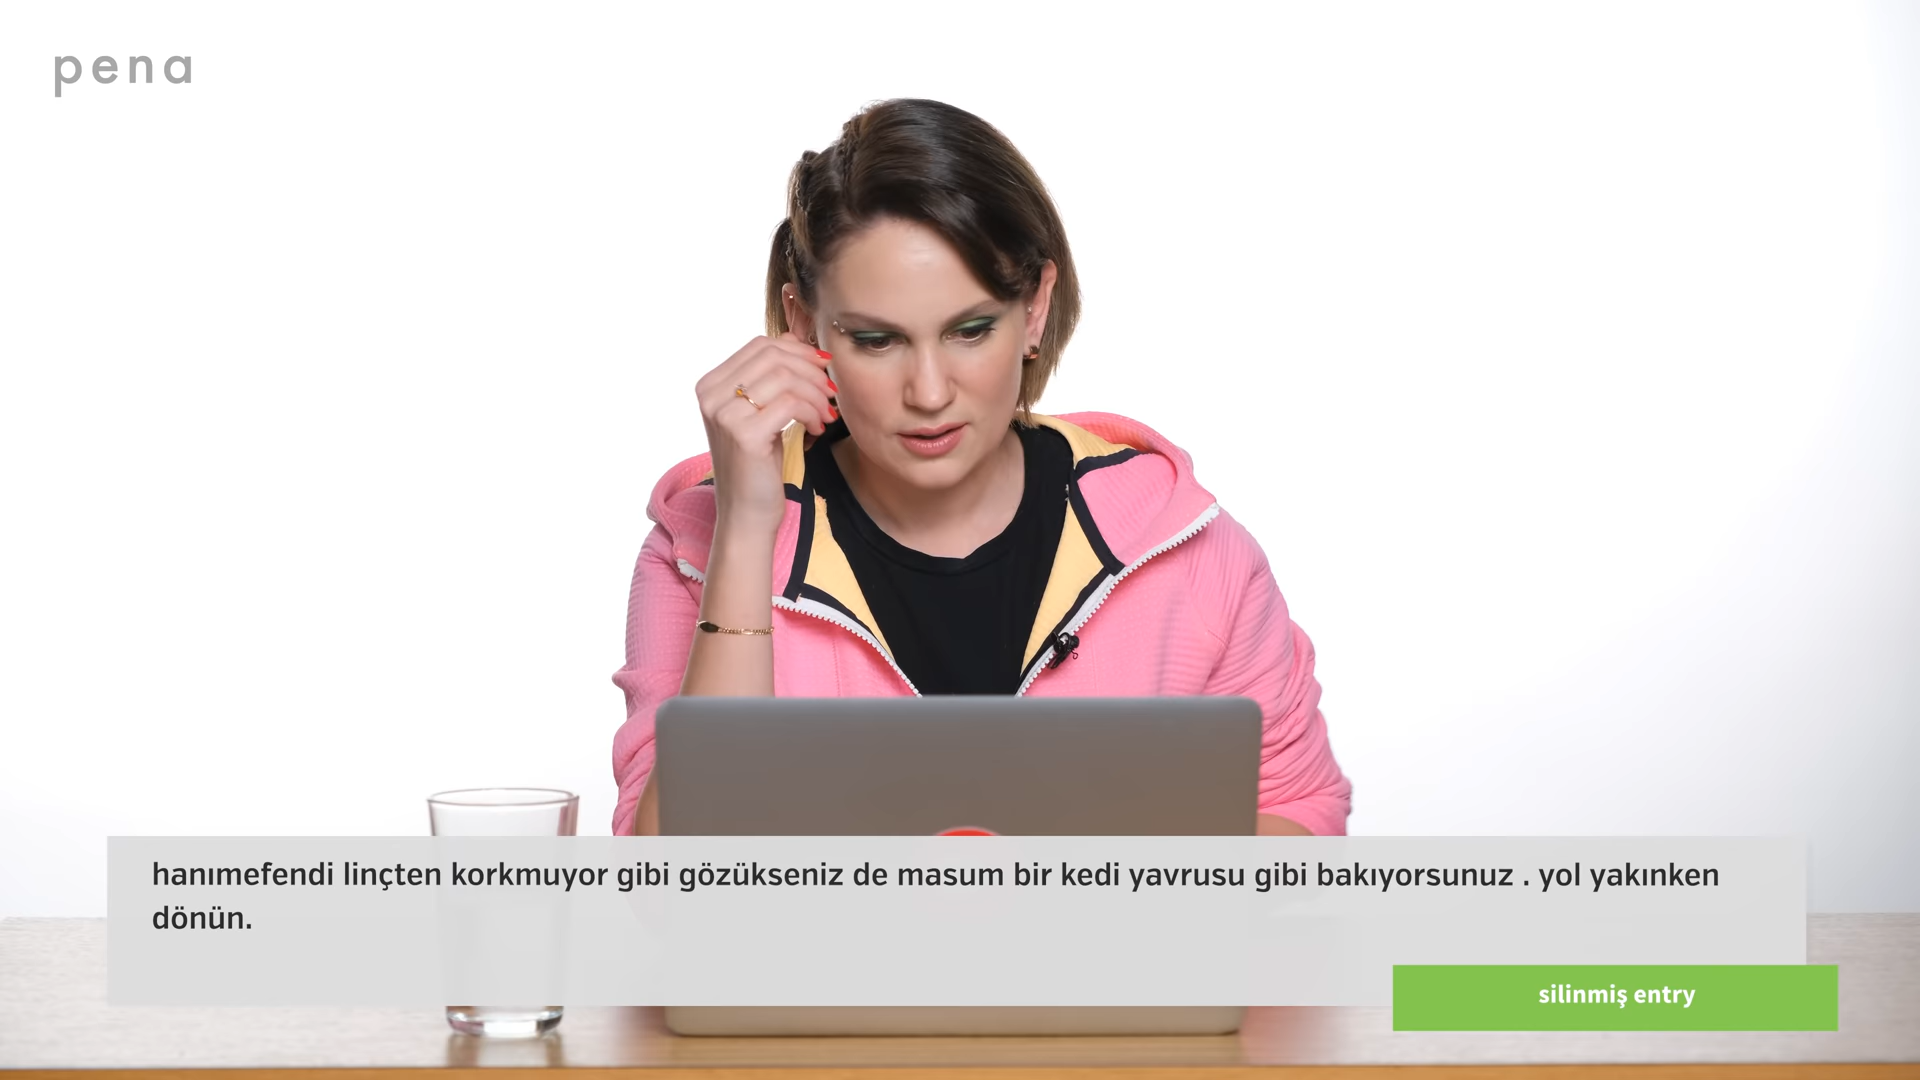 pena
hanımefendi linçten korkmuyor gibi gözükseniz de masum bir kedi yavrusu gibi bakıyorsunuz . yol yakınken
dönün.
silinmiş entry